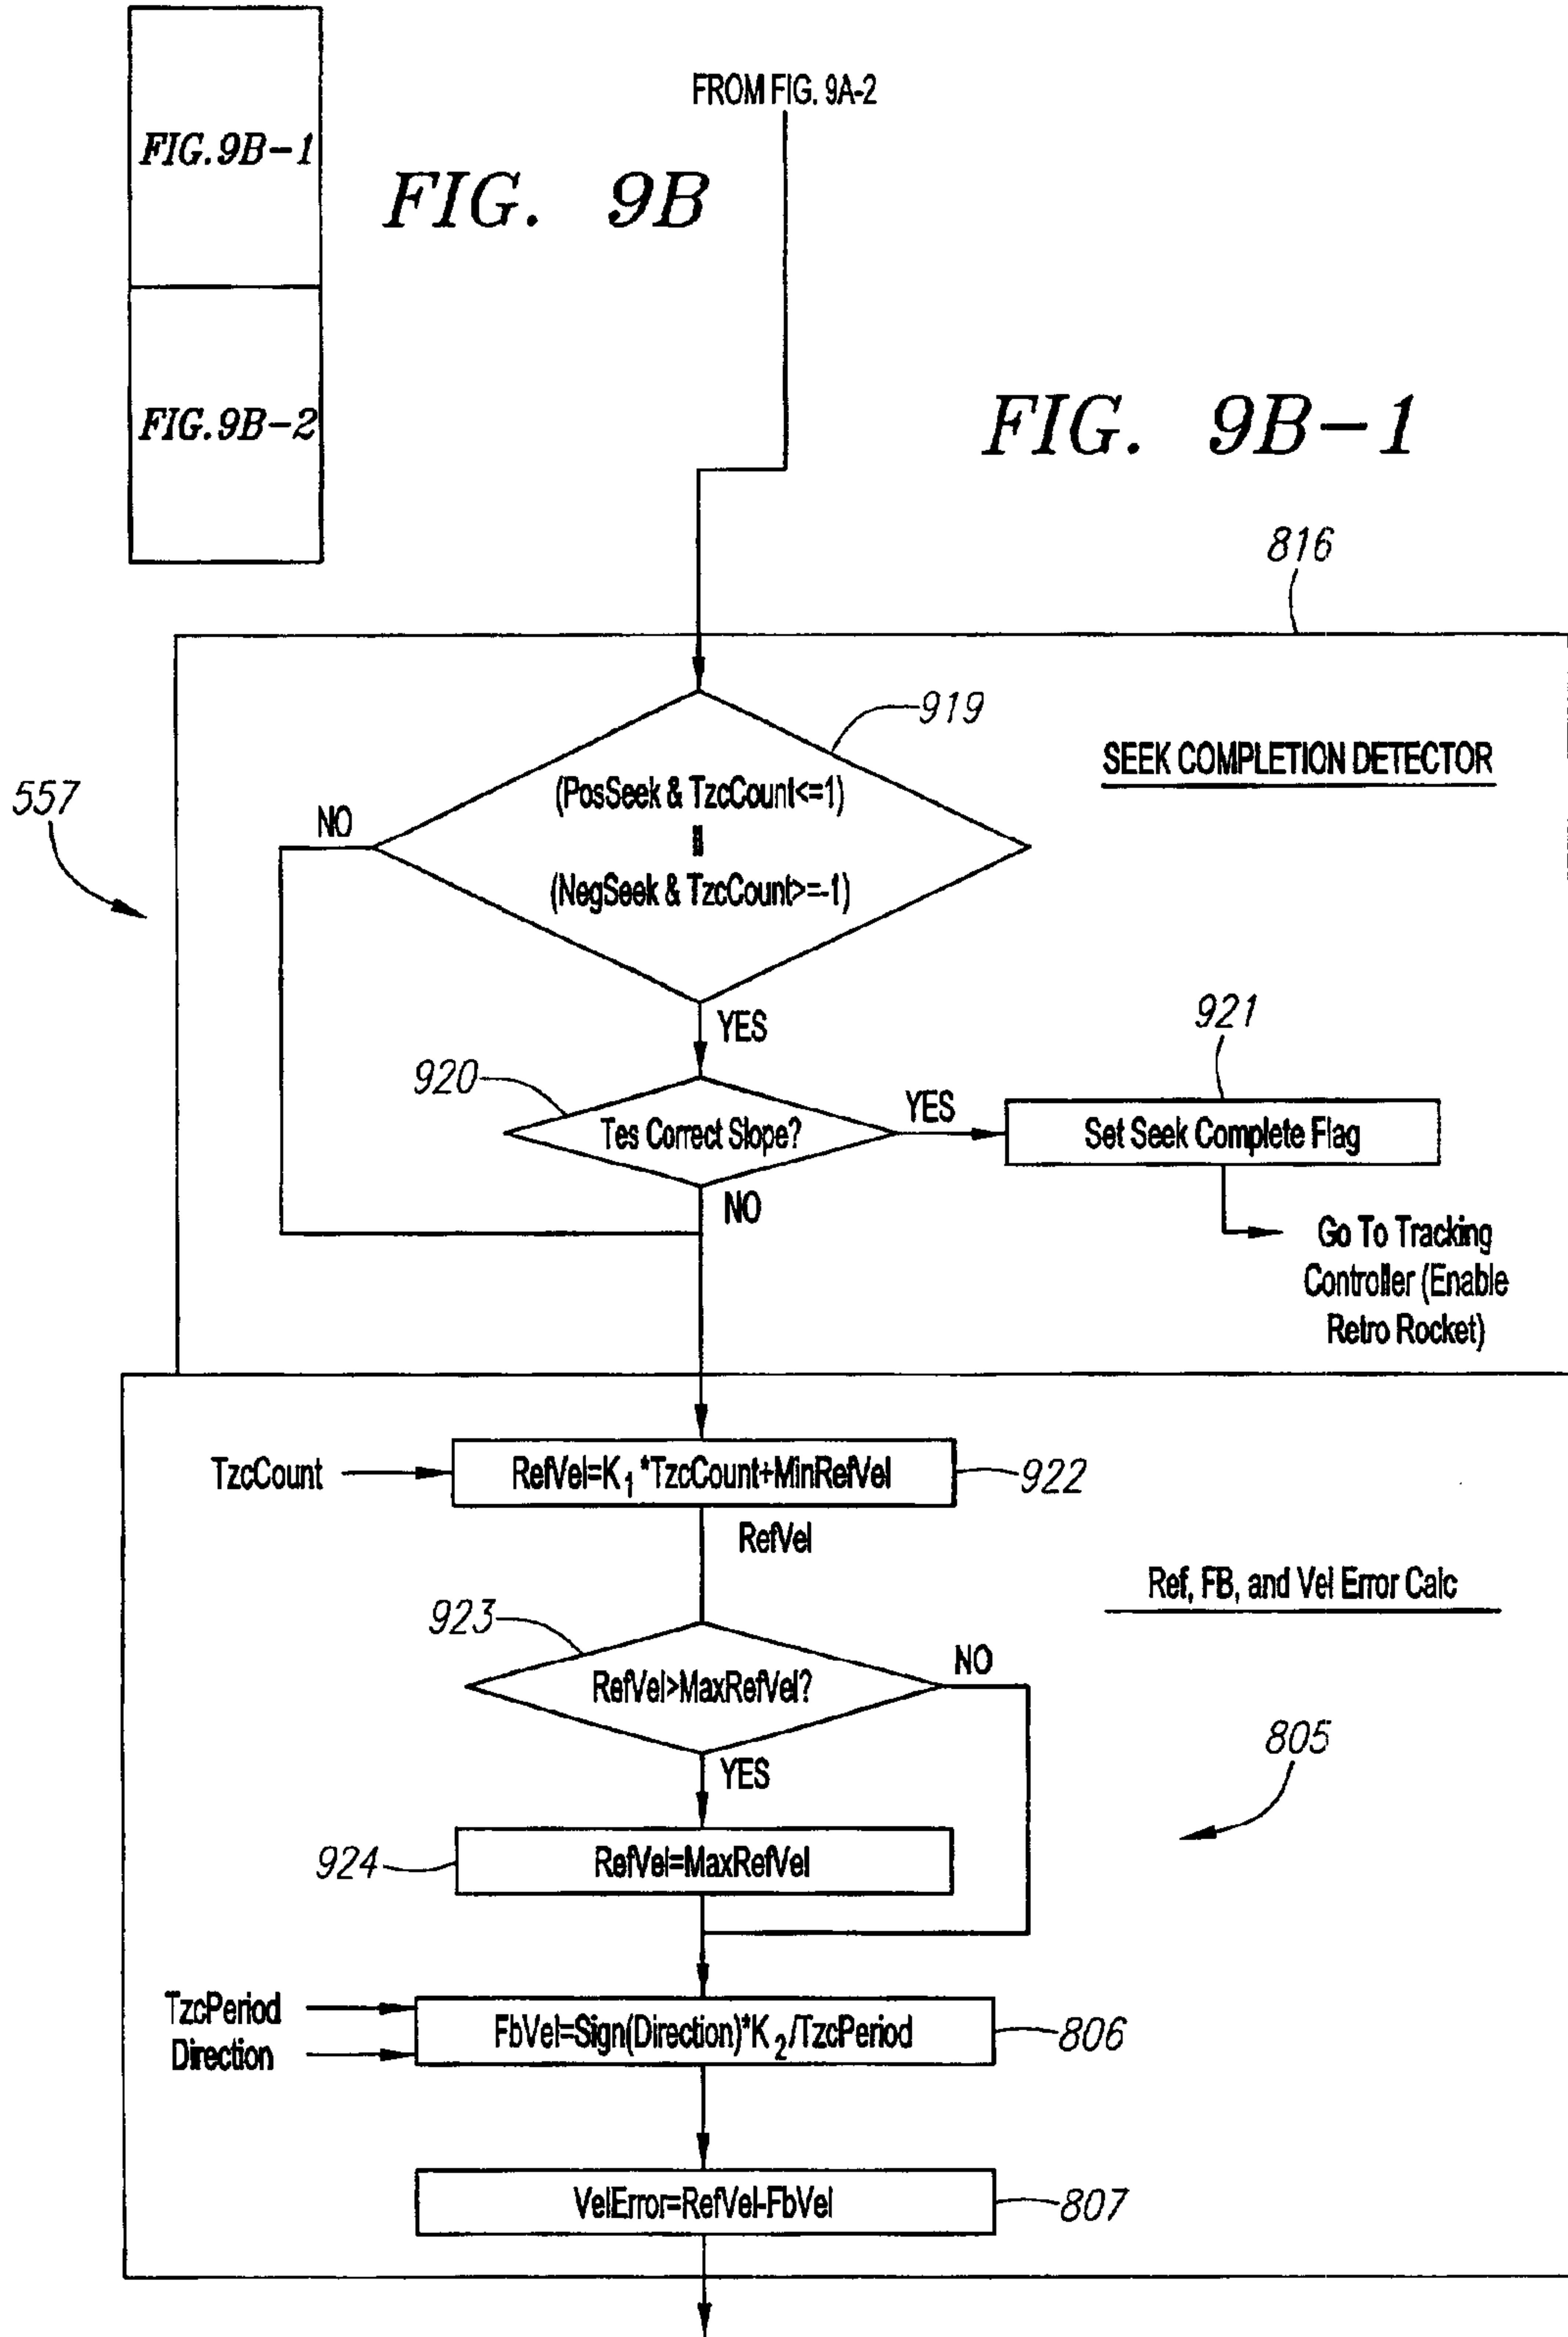 FIG.9B-1
FIG.9B-2
FIG. 9B
FROM FIG. 9A-2
FIG. 9B-1
816
557
919
SEEK COMPLETION DETECTOR
(PosSeek & TzcCount<=1)
||
(NegSeek & TzcCount>=-1)
NO
YES
920
Tes Correct Slope?
YES
921
Set Seek Complete Flag
NO
Go To Tracking
Controller (Enable
Retro Rocket)
TzcCount
RefVel=K1*TzcCount+MinRefVel
922
RefVel
Ref, FB, and Vel Error Calc
923
RefVel>MaxRefVel?
NO
YES
805
924
RefVel=MaxRefVel
TzcPeriod
Direction
FbVel=Sign(Direction)*K2/TzcPeriod
806
VelError=RefVel-FbVel
807